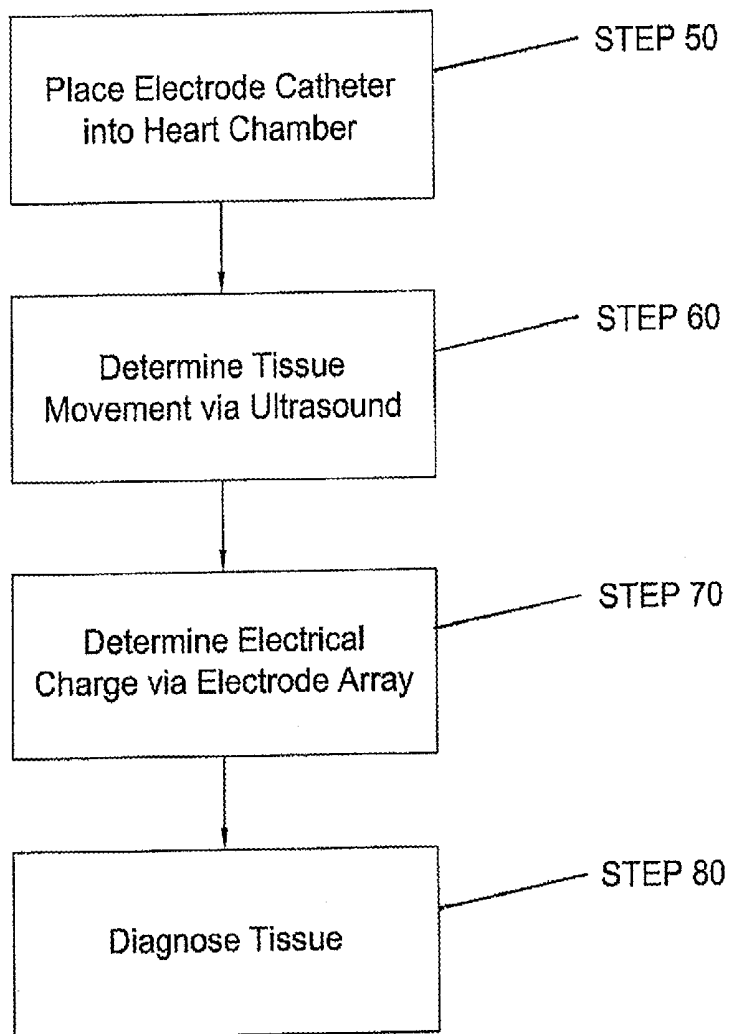 STEP 50
Place Electrode Catheter
into Heart Chamber
STEP 60
Determine Tissue
Movement via Ultrasound
STEP 70
Determine Electrical
Charge via Electrode Array
STEP 80
Diagnose Tissue